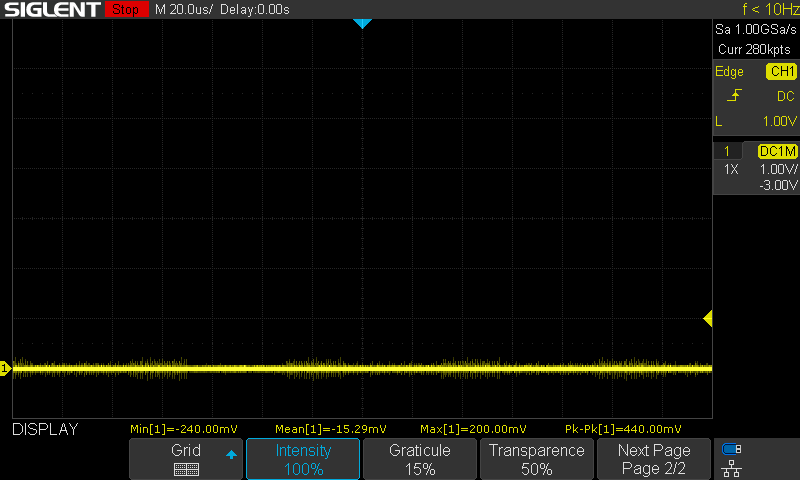 SIGLENT Stop M 20.0us/ Delay:0.00s f < 10Hz
Sa 1.00GSa/s
Curr 280kpts
Edge CH1
DC
L 1.00V
1 DC1M
1X 1.00V/
-3.00V
1
DISPLAY Min[1]=-240.00mV Mean[1]=-15.29mV Max[1]=200.00mV Pk-Pk[1]=440.00mV
Grid Intensity Graticule Transparence Next Page
100% 15% 50% Page 2/2